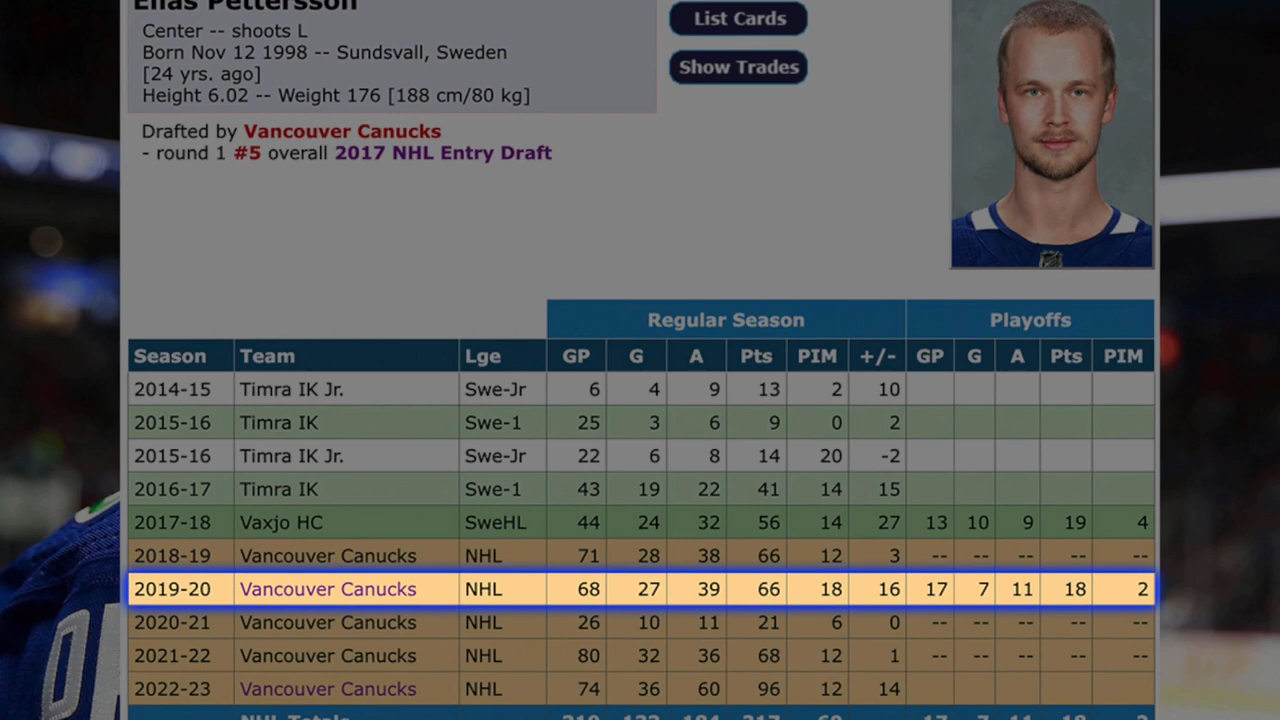 Elias Pettersson
Center -- shoots L
Born Nov 12 1998 -- Sundsvall, Sweden
[24 yrs. ago]
Height 6.02 -- Weight 176 [188 cm/80 kg]
List Cards
Show Trades
Drafted by Vancouver Canucks
- round 1 #5 overall 2017 NHL Entry Draft
Regular Season Playoffs
Season Team Lge GP G A Pts PIM +/- GP G A Pts PIM
2014-15 Timra IK Jr. Swe-Jr 6 4 9 13 2 10
2015-16 Timra IK Swe-1 25 3 6 9 0 2
2015-16 Timra IK Jr. Swe-Jr 22 6 8 14 20 -2
2016-17 Timra IK Swe-1 43 19 22 41 14 15
2017-18 Vaxjo HC SweHL 44 24 32 56 14 27 13 10 9 19 4
2018-19 Vancouver Canucks NHL 71 28 38 66 12 3 -- -- -- -- --
2019-20 Vancouver Canucks NHL 68 27 39 66 18 16 17 7 11 18 2
2020-21 Vancouver Canucks NHL 26 10 11 21 6 0 -- -- -- -- --
2021-22 Vancouver Canucks NHL 80 32 36 68 12 1 -- -- -- -- --
2022-23 Vancouver Canucks NHL 74 36 60 96 12 14
NHL Totals